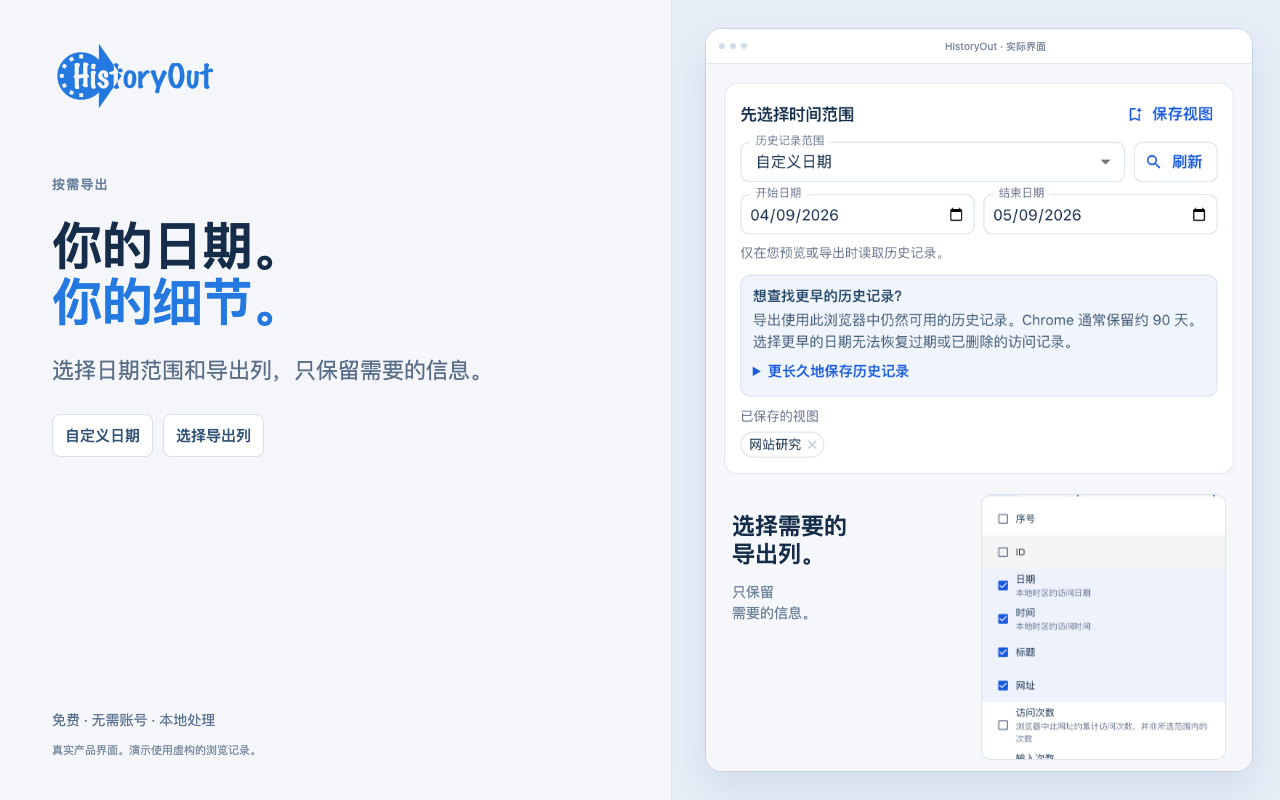 HistoryOut
按需导出
你的日期。
你的细节。
选择日期范围和导出列，只保留需要的信息。
自定义日期
选择导出列
免费 · 无需账号 · 本地处理
真实产品界面。演示使用虚构的浏览记录。
HistoryOut · 实际界面
先选择时间范围
保存视图
历史记录范围
自定义日期
刷新
开始日期
04/09/2026
结束日期
05/09/2026
仅在您预览或导出时读取历史记录。
想查找更早的历史记录?
导出使用此浏览器中仍然可用的历史记录。Chrome 通常保留约 90 天。
选择更早的日期无法恢复过期或已删除的访问记录。
更长久地保存历史记录
已保存的视图
网站研究
选择需要的
导出列。
只保留
需要的信息。
序号
ID
日期
本地时区的访问日期
时间
本地时区的访问时间
标题
网址
访问次数
浏览器中此网址的累计访问次数，并非所选范围内的
次数
输入次数